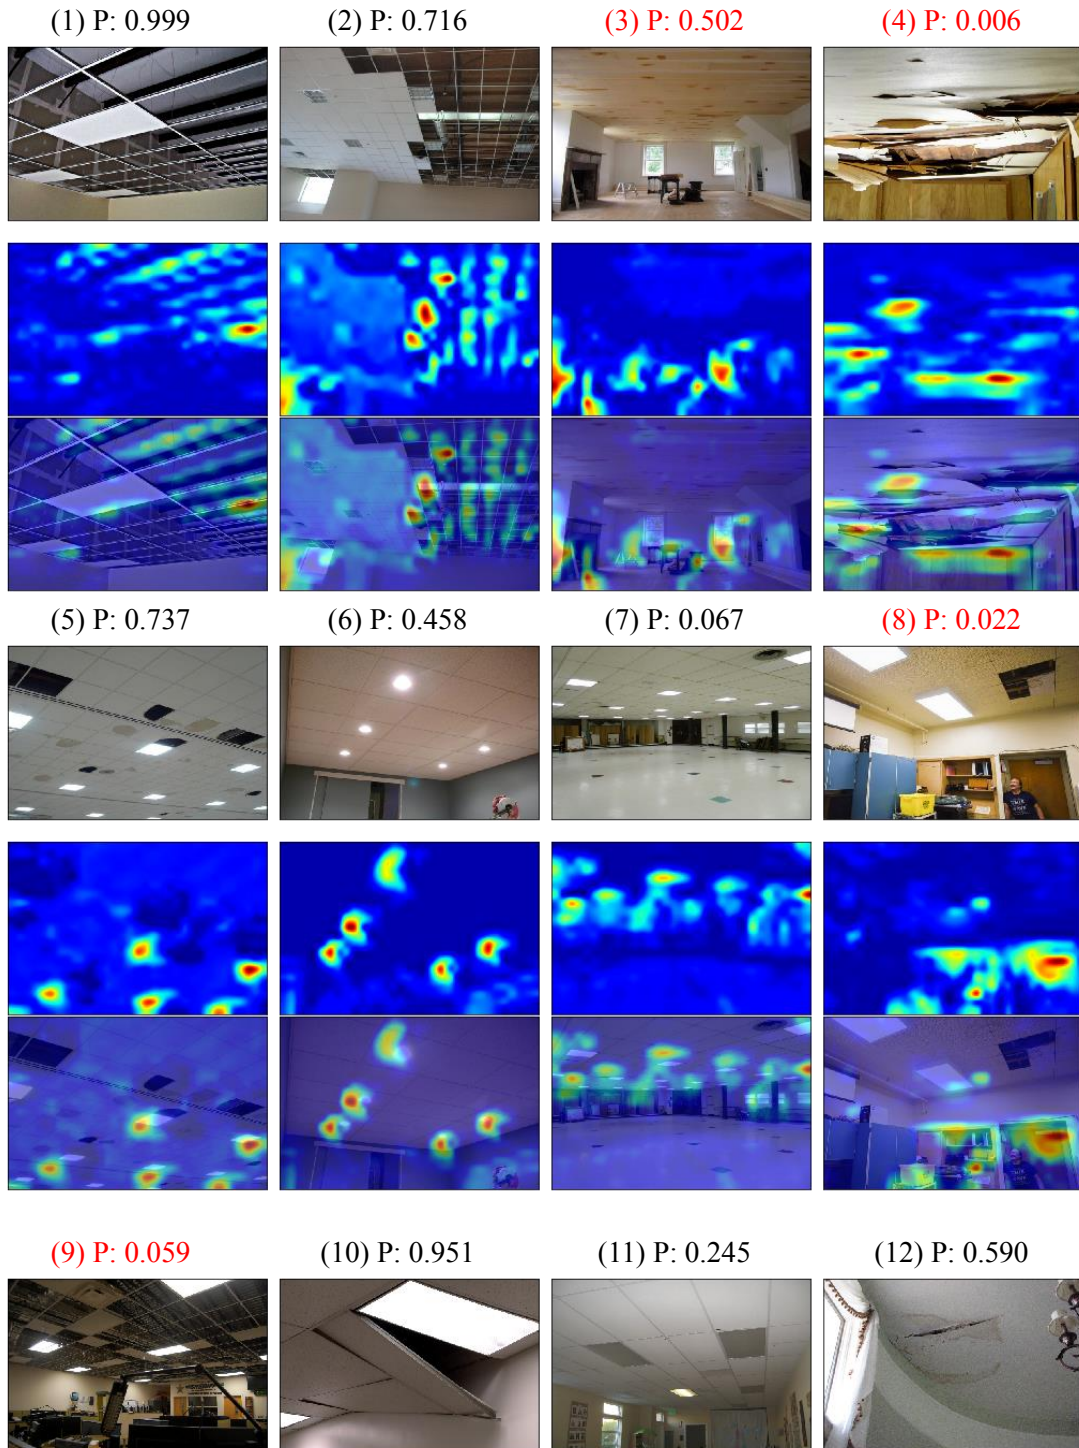 (1) P: 0.999 (2) P: 0.716 (3) P: 0.502 (4) P: 0.006
(5) P: 0.737 (6) P: 0.458 (7) P: 0.067 (8) P: 0.022
(9) P: 0.059 (10) P: 0.951 (11) P: 0.245 (12) P: 0.590